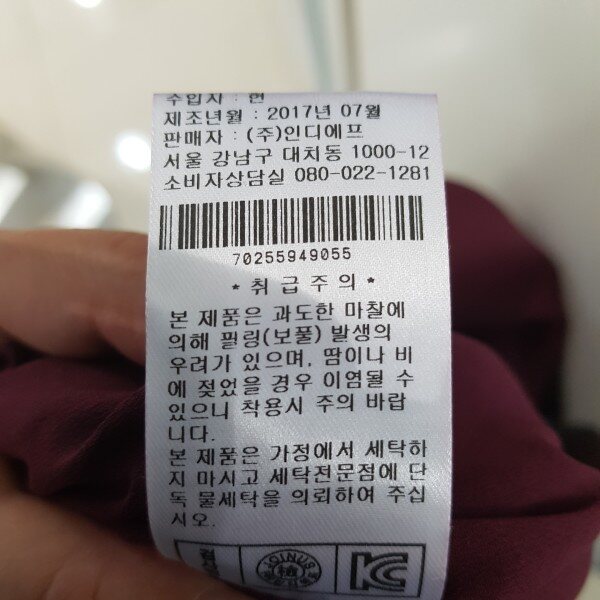 수입자 : 현
제조년월 : 2017년 07월
판매자 : (주)인디에프
서울 강남구 대치동 1000-12
소비자상담실 080-022-1281
70255949055
*취급주의*
본 제품은 과도한 마찰에
의해 필링(보풀) 발생의
우려가 있으며, 땀이나 비
에 젖었을 경우 이염될 수
있으니 착용시 주의 바랍
니다.
본 제품은 가정에서 세탁하
지 마시고 세탁전문점에 단
독 물세탁을 의뢰하여 주십
시오.
JOINUS
KC